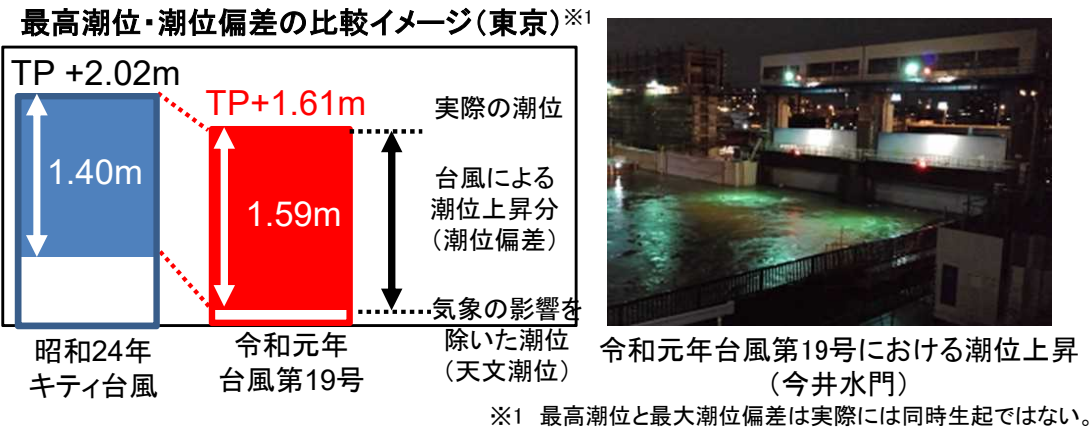 最高潮位・潮位偏差の比較イメージ（東京）※1
TP +2.02m
1.40m
昭和24年
キティ台風
TP+1.61m
1.59m
令和元年
台風第19号
実際の潮位
台風による
潮位上昇分
（潮位偏差）
気象の影響を
除いた潮位
（天文潮位）
令和元年台風第19号における潮位上昇
（今井水門）
※1　最高潮位と最大潮位偏差は実際には同時生起ではない。